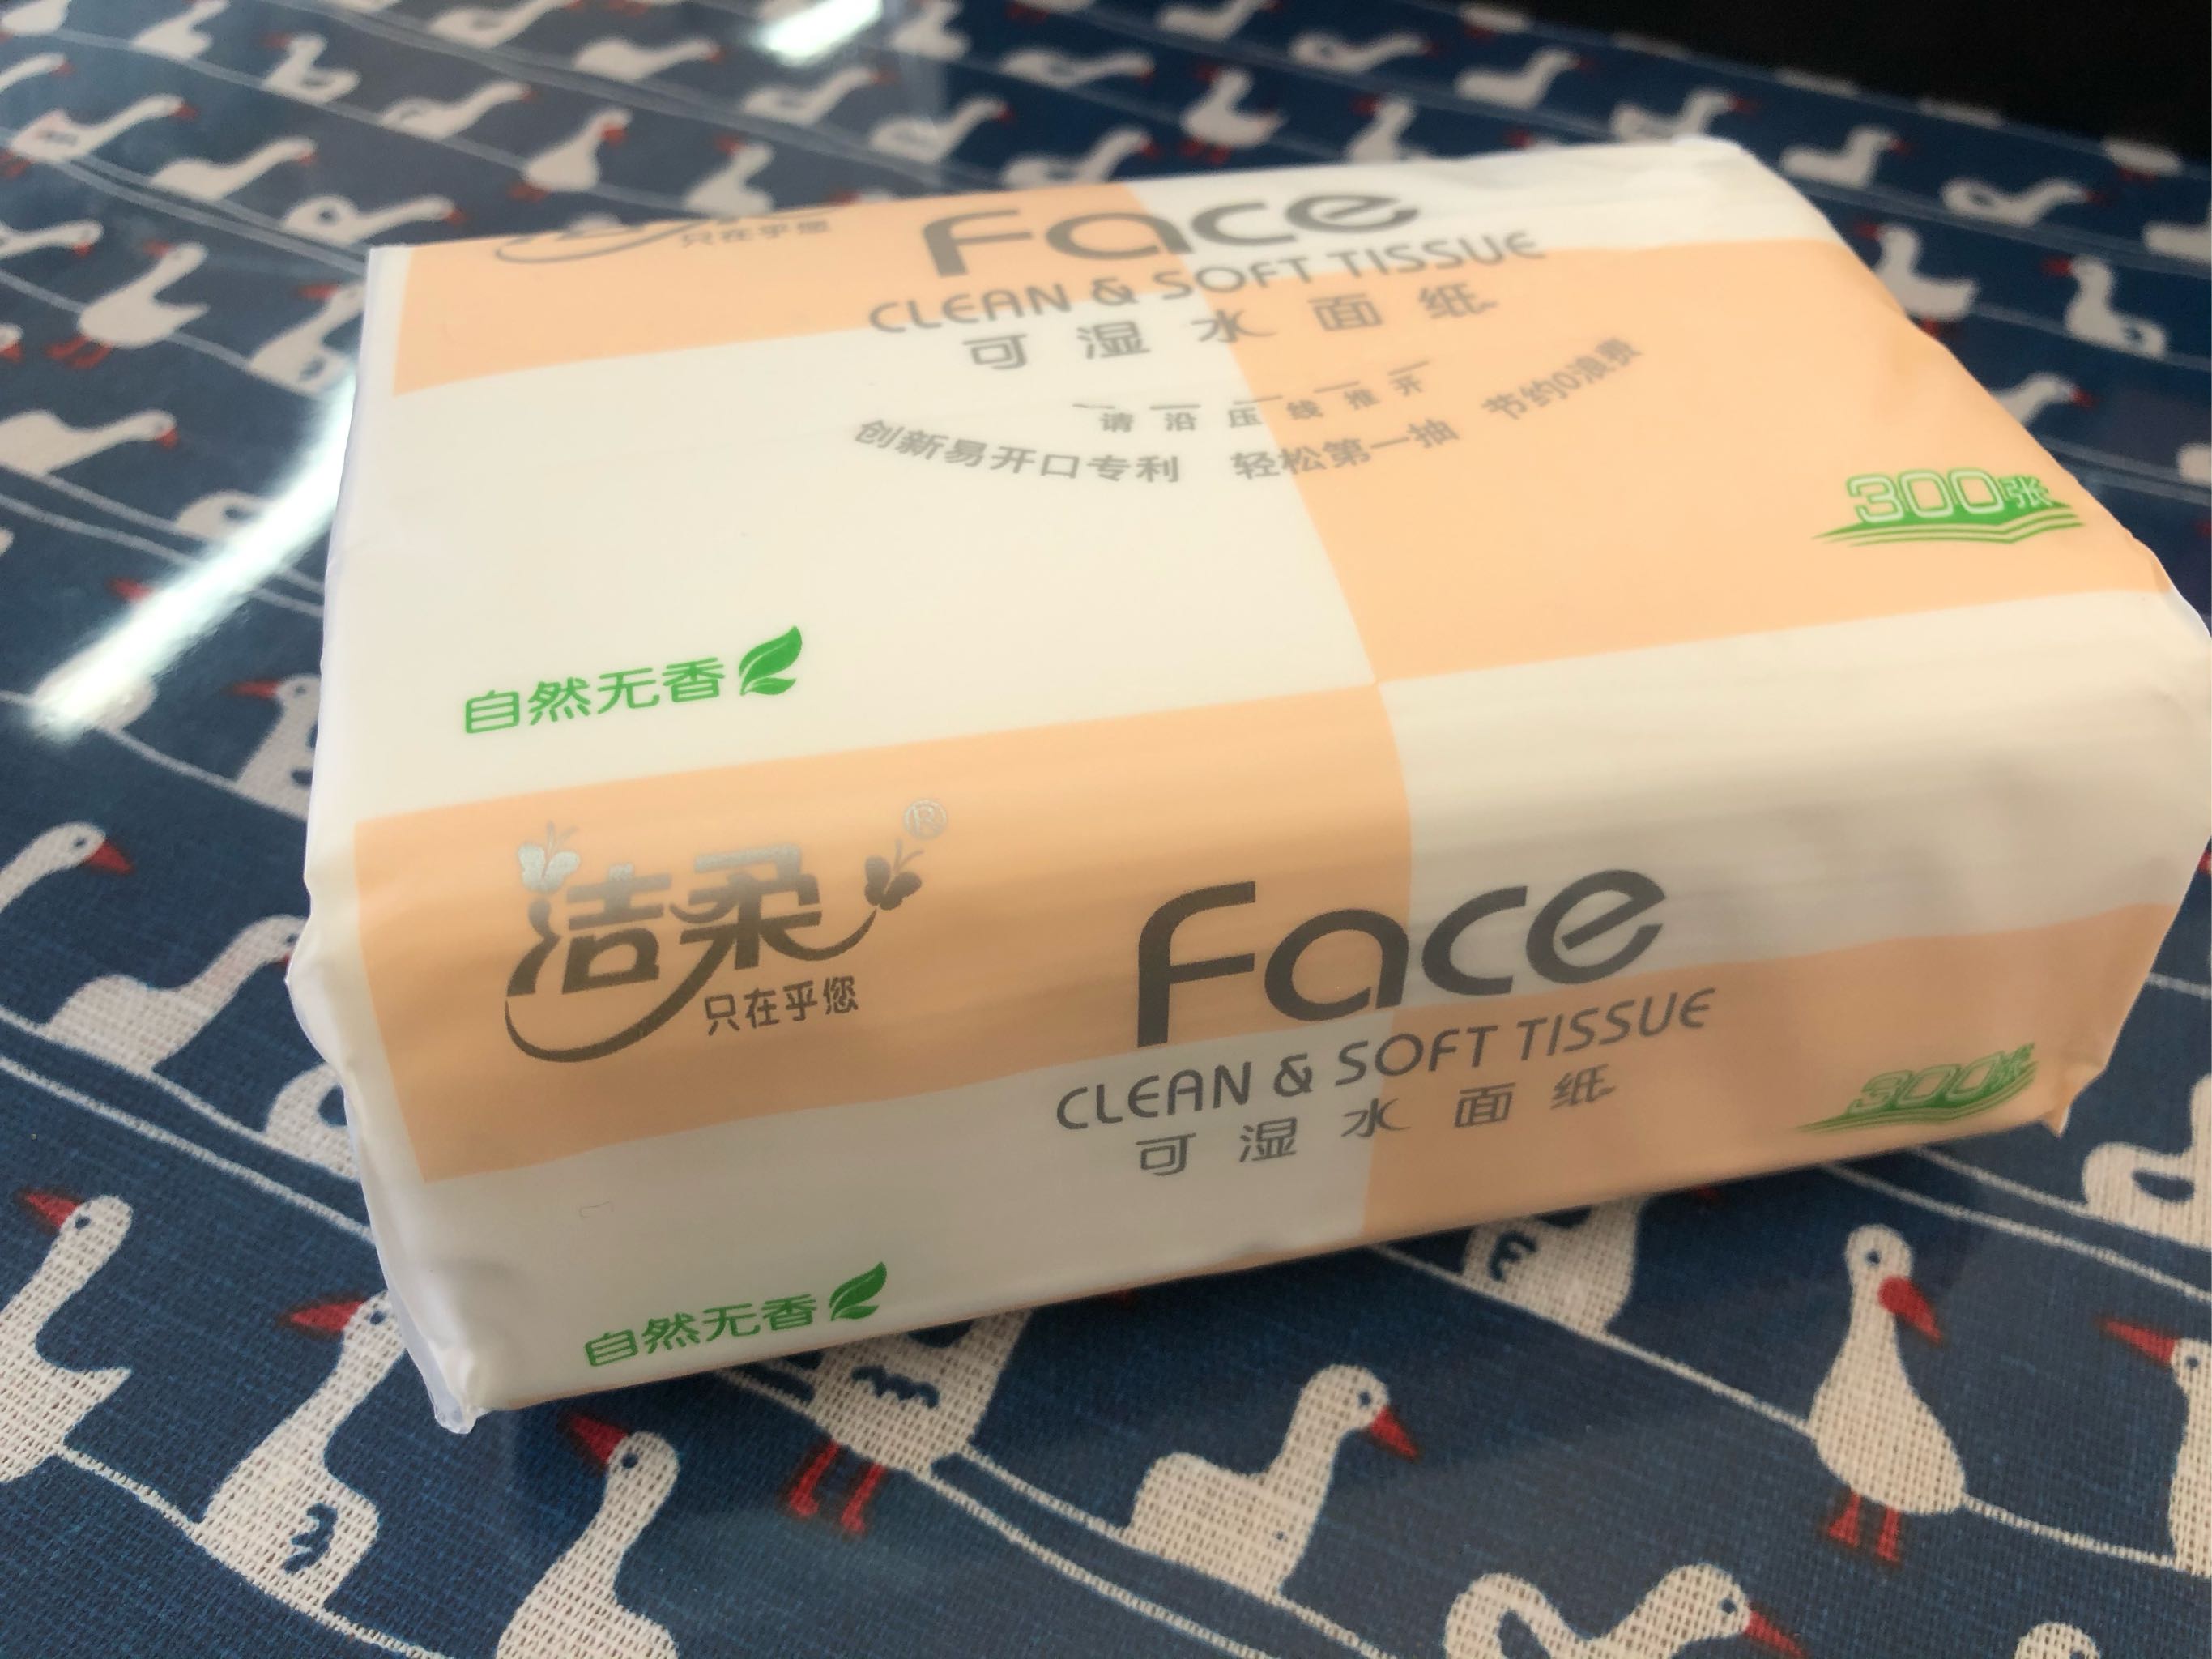 只在乎您
Face
CLEAN & SOFT TISSUE
可湿水面纸
请沿压线推开
创新易开口专利 轻松第一抽 节约0浪费
300张
自然无香
洁柔®
只在乎您
Face
CLEAN & SOFT TISSUE
可湿水面纸
300张
自然无香